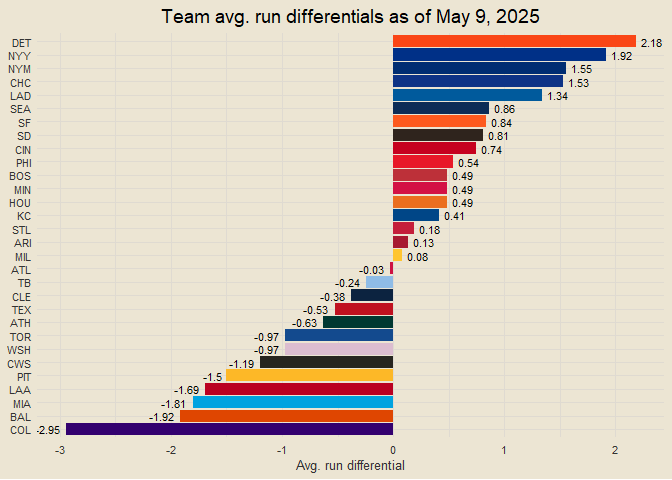 Team avg. run differentials as of May 9, 2025
DET 2.18
NYY 1.92
NYM 1.55
CHC 1.53
LAD 1.34
SEA 0.86
SF 0.84
SD 0.81
CIN 0.74
PHI 0.54
BOS 0.49
MIN 0.49
HOU 0.49
KC 0.41
STL 0.18
ARI 0.13
MIL 0.08
ATL -0.03
TB -0.24
CLE -0.38
TEX -0.53
ATH -0.63
TOR -0.97
WSH -0.97
CWS -1.19
PIT -1.5
LAA -1.69
MIA -1.81
BAL -1.92
COL -2.95
-3 -2 -1 0 1 2
Avg. run differential